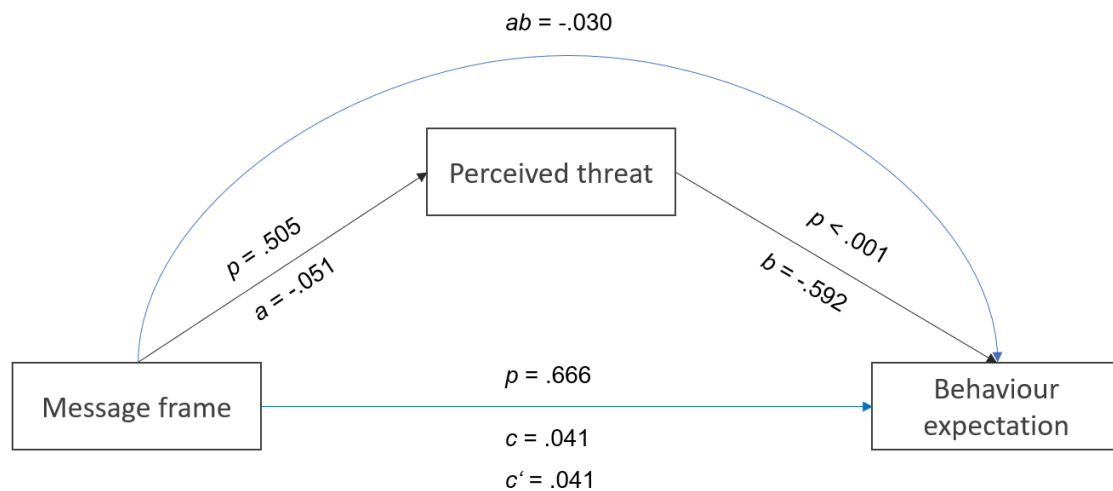 ab = -.030
Perceived threat
p = .505
a = -.051
p < .001
b = -.592
Message frame
p = .666
c = .041
c‘ = .041
Behaviour
expectation